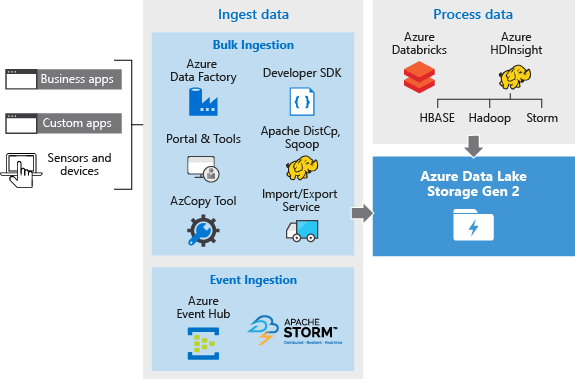 Business apps
Custom apps
Sensors and
devices
Ingest data
Bulk Ingestion
Azure
Data Factory
Developer SDK
Portal & Tools
Apache DistCp,
Sqoop
AzCopy Tool
Import/Export
Service
Event Ingestion
Azure
Event Hub
APACHE
STORM™
Distributed · Resilient · Real-time
Process data
Azure
Databricks
Azure
HDInsight
HBASE
Hadoop
Storm
Azure Data Lake
Storage Gen 2